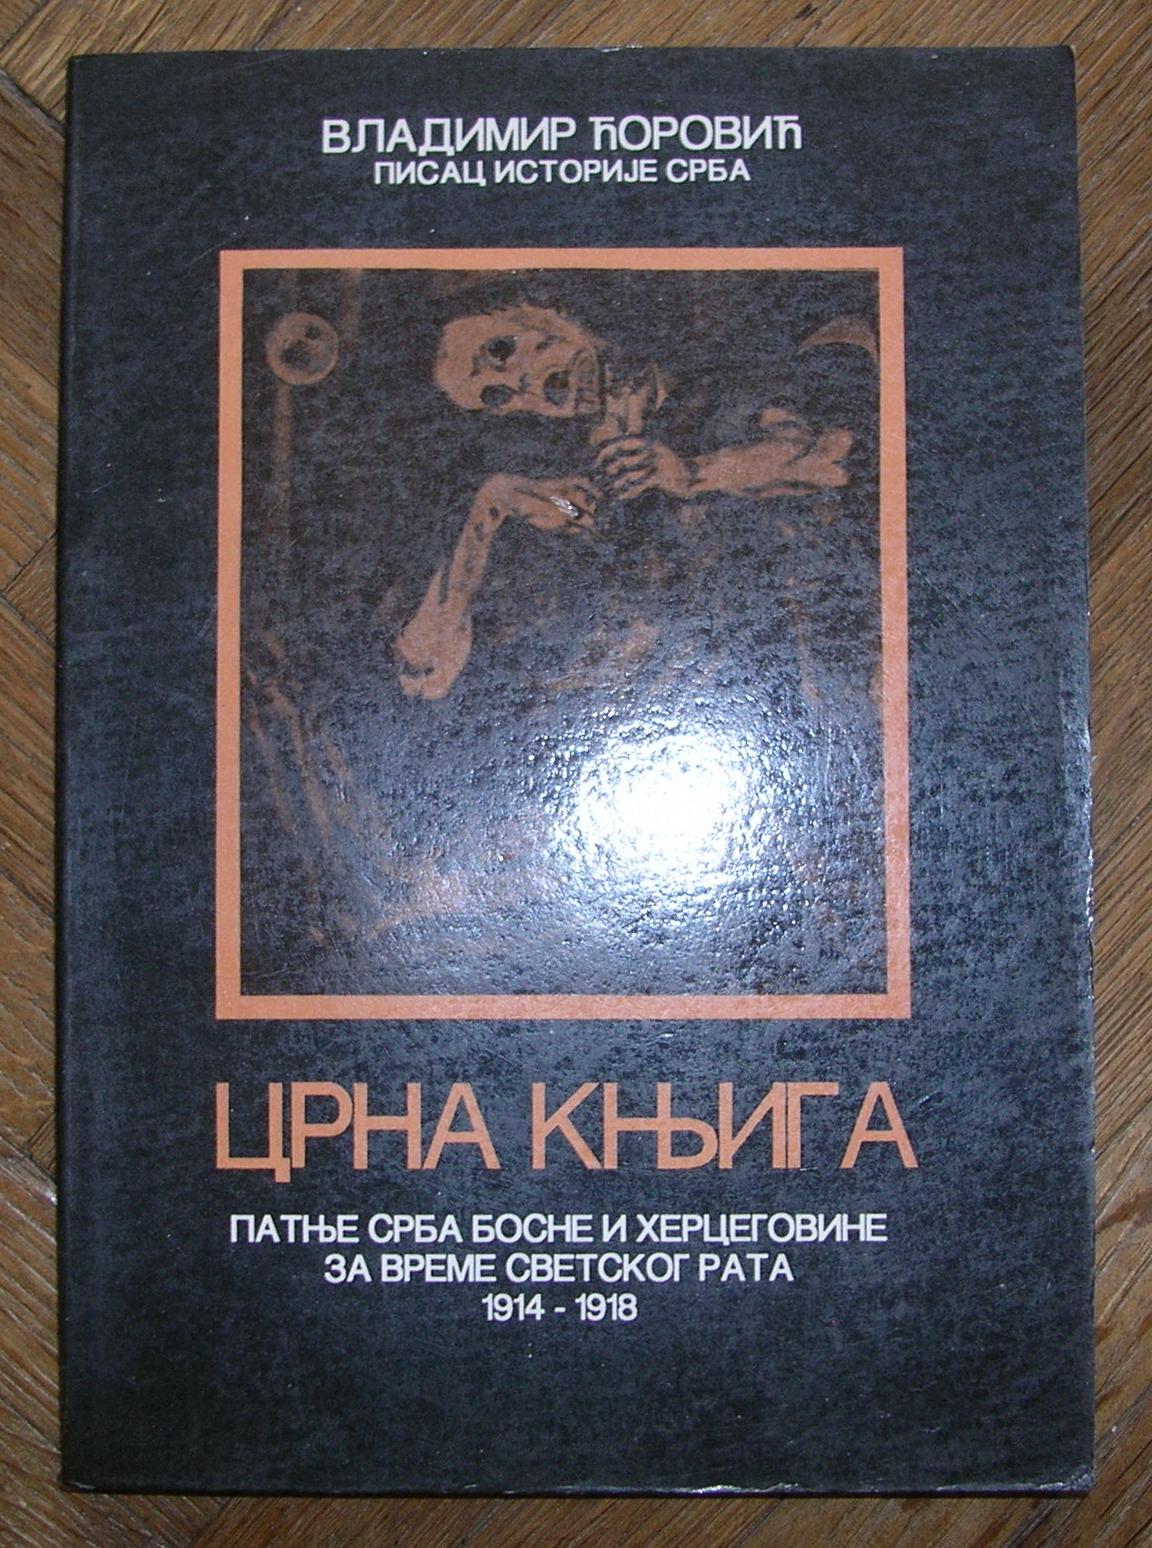 ВЛАДИМИР ЋОРОВИЋ
ПИСАЦ ИСТОРИЈЕ СРБА
ЦРНА КЊИГА
ПАТЊЕ СРБА БОСНЕ И ХЕРЦЕГОВИНЕ
ЗА ВРЕМЕ СВЕТСКОГ РАТА
1914 - 1918